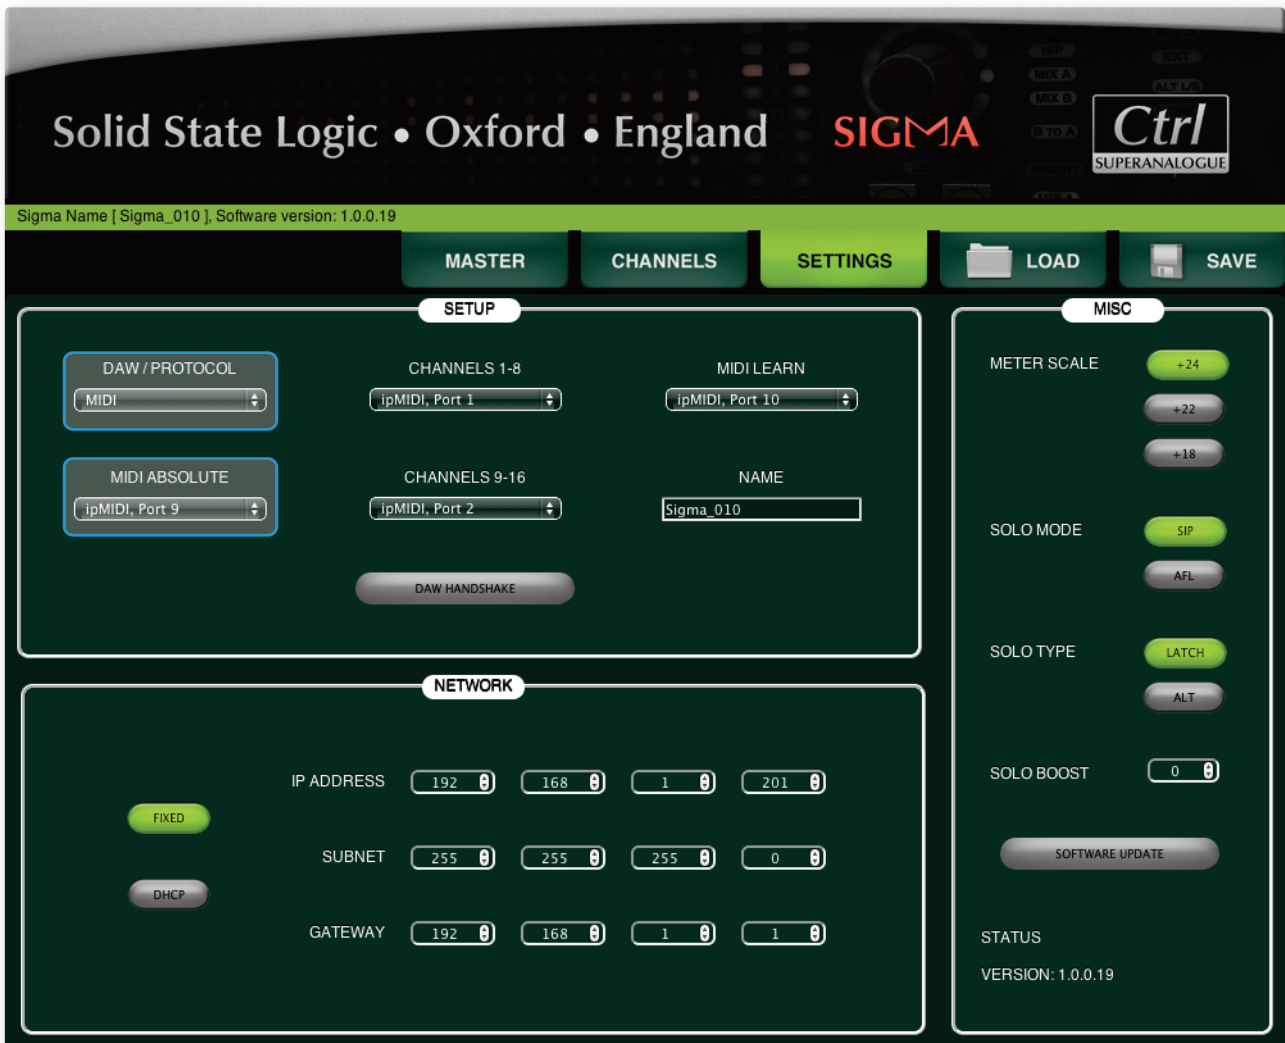 H/P
EXT
MIX A
ALT L/S
MIX B
B TO A
Solid State Logic • Oxford • England
SIGMA
Ctrl
SUPERANALOGUE
Sigma Name [ Sigma_010 ], Software version: 1.0.0.19
MASTER
CHANNELS
SETTINGS
LOAD
SAVE
SETUP
DAW / PROTOCOL
MIDI
CHANNELS 1-8
ipMIDI, Port 1
MIDI LEARN
ipMIDI, Port 10
MIDI ABSOLUTE
ipMIDI, Port 9
CHANNELS 9-16
ipMIDI, Port 2
NAME
Sigma_010
DAW HANDSHAKE
NETWORK
FIXED
DHCP
IP ADDRESS 192 168 1 201
SUBNET 255 255 255 0
GATEWAY 192 168 1 1
MISC
METER SCALE
+24
+22
+18
SOLO MODE
SIP
AFL
SOLO TYPE
LATCH
ALT
SOLO BOOST 0
SOFTWARE UPDATE
STATUS
VERSION: 1.0.0.19